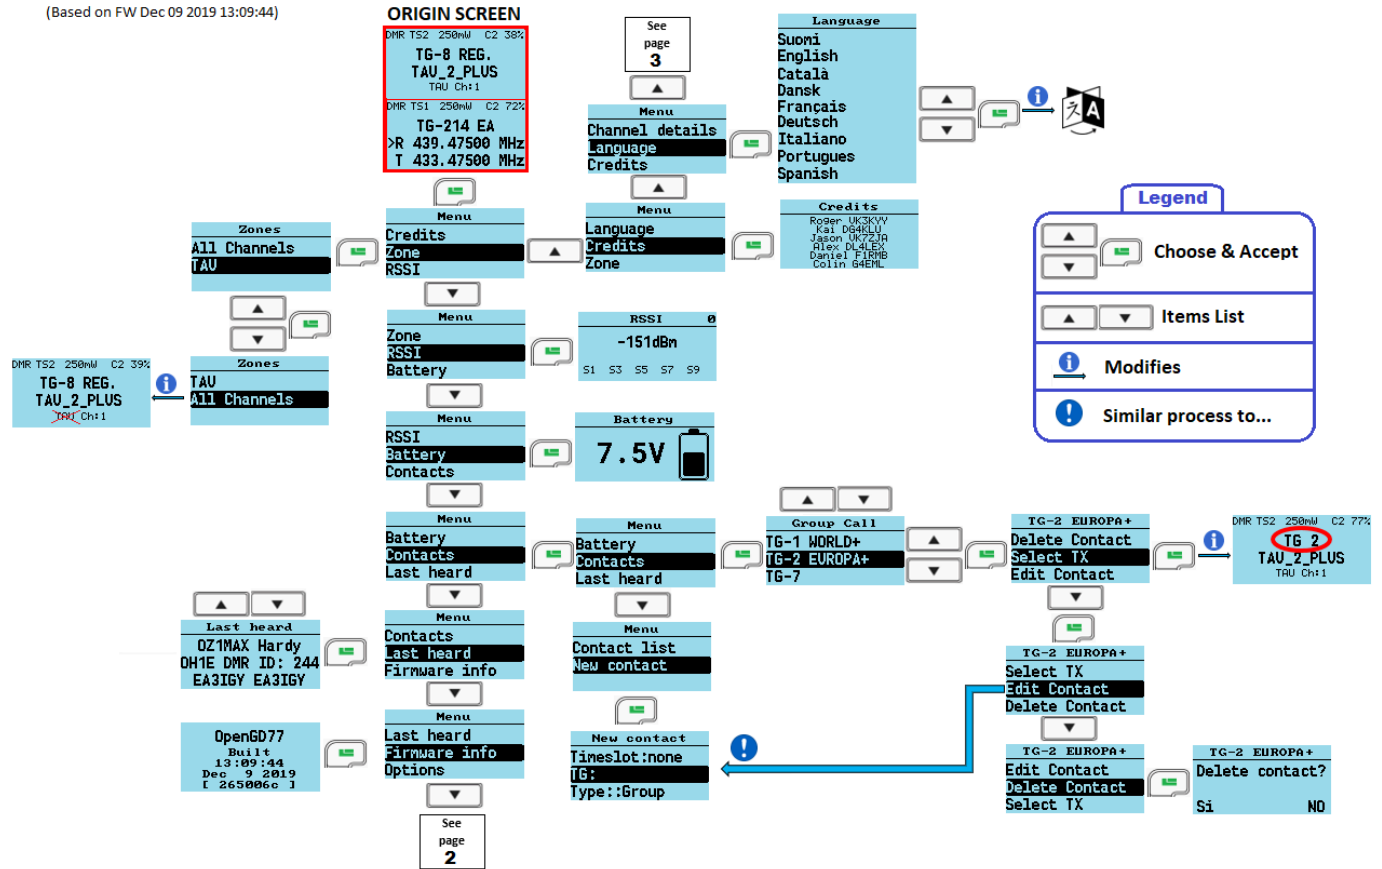 (Based on FW Dec 09 2019 13:09:44)
ORIGIN SCREEN
DMR TS2 250mW C2 38%
TG-8 REG.
TAV_2_PLUS
TAU Ch:1
DMR TS1 250mW C2 72%
TG-214 EA
>R 439.47500 MHz
T 433.47500 MHz
See
page
3
Menu
Channel details
Language
Credits
Language
Suomi
English
Català
Dansk
Français
Deutsch
Italiano
Portugues
Spanish
Menu
Language
Credits
Zone
Credits
Roger VK3KYY
Kai DG4KLU
Jason VK7ZJA
Alex DL4LEX
Daniel F1RMB
Colin G4EML
Legend
Choose & Accept
Items List
Modifies
Similar process to...
Zones
All Channels
TAU
Menu
Credits
Zone
RSSI
Zones
TAU
All Channels
DMR TS2 250mW C2 39%
TG-8 REG.
TAU_2_PLUS
TAU Ch:1
Menu
Zone
RSSI
Battery
RSSI 0
-151dBm
S1 S3 S5 S7 S9
Menu
RSSI
Battery
Contacts
Battery
7.5V
Menu
Battery
Contacts
Last heard
Menu
Battery
Contacts
Last heard
Group Call
TG-1 WORLD+
TG-2 EUROPA+
TG-7
TG-2 EUROPA+
Delete Contact
Select TX
Edit Contact
DMR TS2 250mW C2 77%
TG 2
TAV_2_PLUS
TAU Ch:1
Last heard
OZ1MAX Hardy
OH1E DMR ID: 244
EA3IGY EA3IGY
Menu
Contacts
Last heard
Firmware info
Menu
Contact list
New contact
TG-2 EUROPA+
Select TX
Edit Contact
Delete Contact
OpenGD77
Built
13:09:44
Dec 9 2019
[ 265006c ]
Menu
Last heard
Firmware info
Options
New contact
Timeslot:none
TG:
Type::Group
TG-2 EUROPA+
Edit Contact
Delete Contact
Select TX
TG-2 EUROPA+
Delete contact?
Si NO
See
page
2